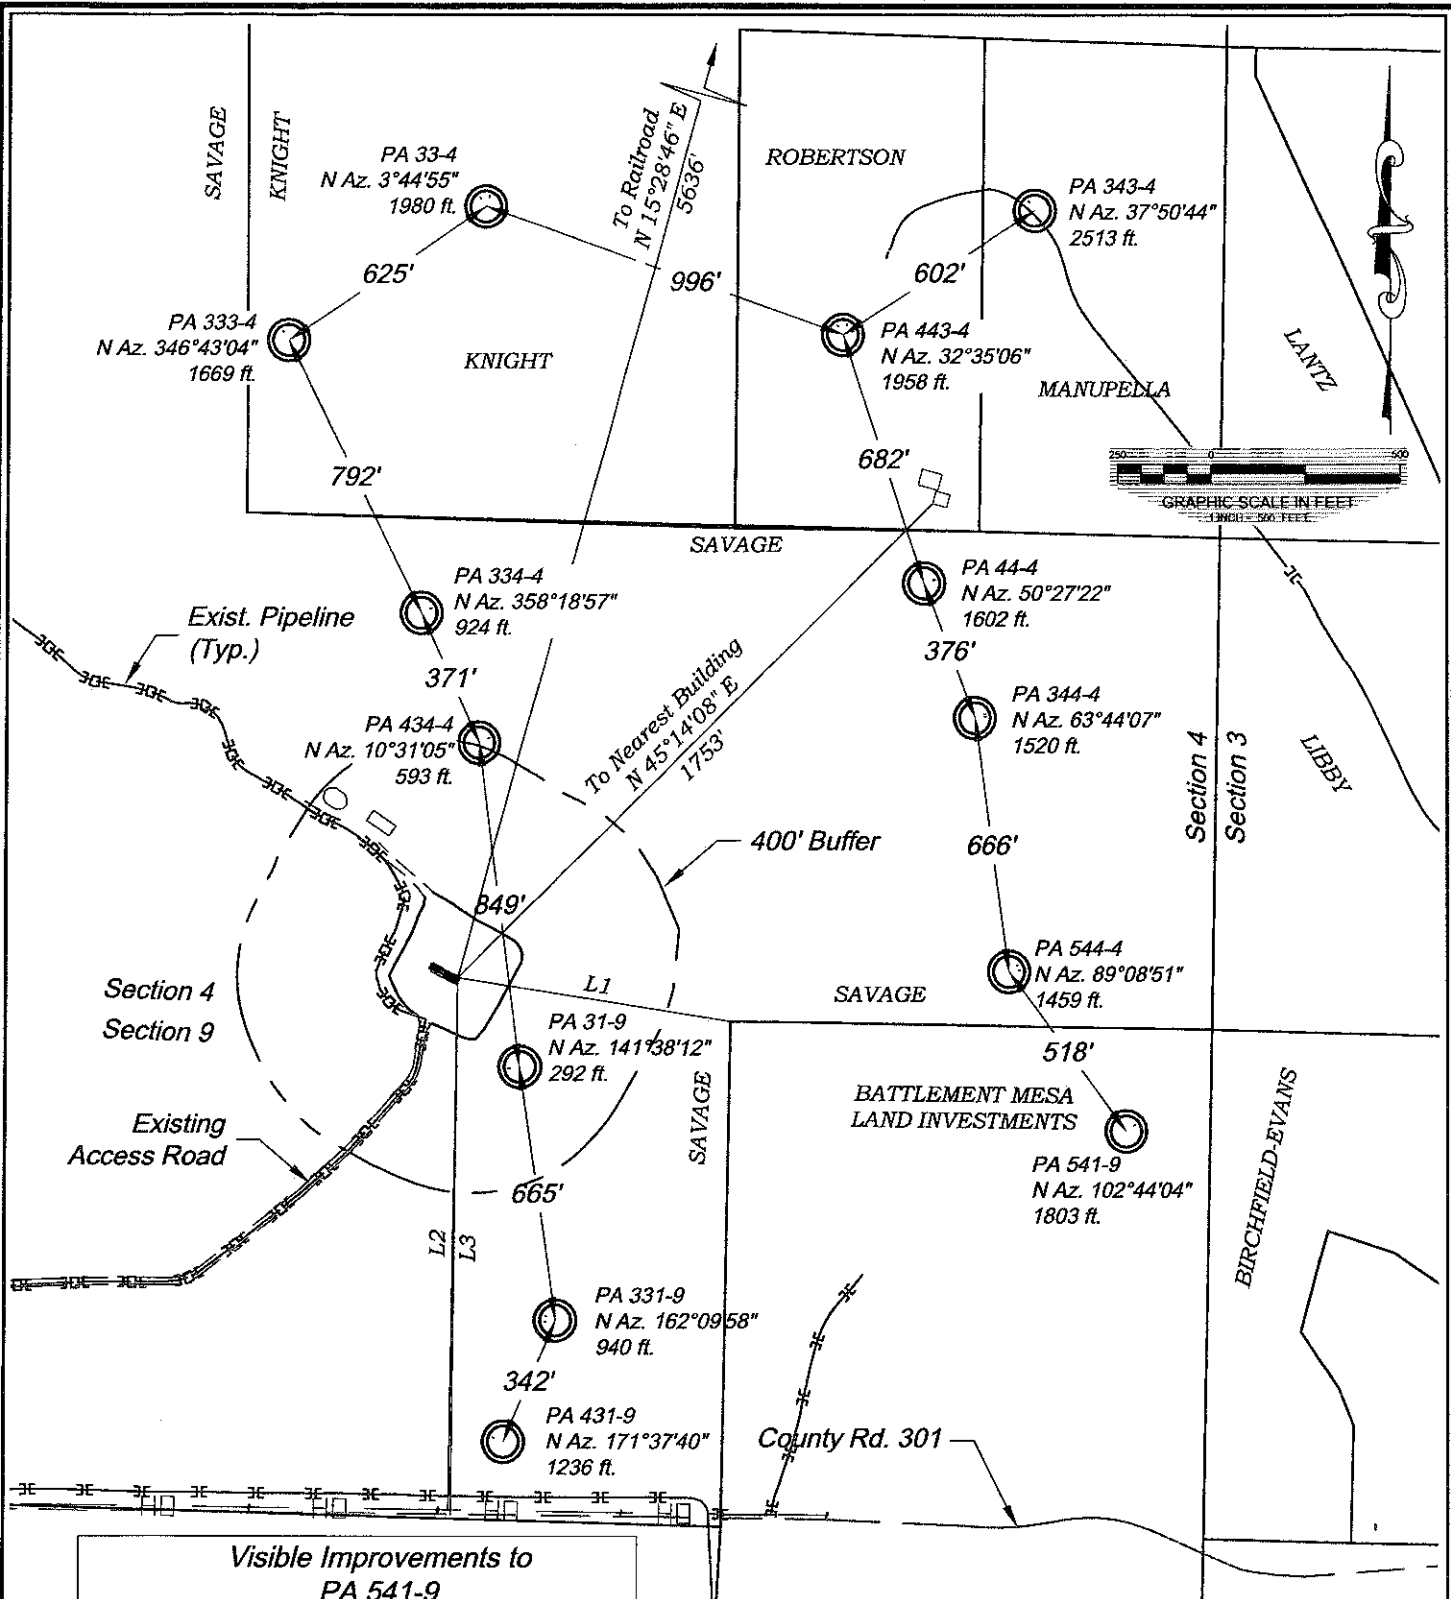 SAVAGE
KNIGHT
PA 33-4
N Az. 3°44'55"
1980 ft.
To Railroad
N 15°28'46" E
5636'
ROBERTSON
PA 343-4
N Az. 37°50'44"
2513 ft.
625'
996'
602'
PA 333-4
N Az. 346°43'04"
1669 ft.
KNIGHT
PA 443-4
N Az. 32°35'06"
1958 ft.
MANUPELLA
LANTZ
792'
682'
250
0
500
GRAPHIC SCALE IN FEET
1 INCH = 500 FEET
SAVAGE
PA 334-4
N Az. 358°18'57"
924 ft.
PA 44-4
N Az. 50°27'22"
1602 ft.
Exist. Pipeline
(Typ.)
371'
376'
To Nearest Building
N 45°14'08" E
1753'
PA 434-4
N Az. 10°31'05"
593 ft.
PA 344-4
N Az. 63°44'07"
1520 ft.
Section 4
Section 3
LIBBY
400' Buffer
666'
849'
PA 544-4
N Az. 89°08'51"
1459 ft.
Section 4
Section 9
L1
SAVAGE
PA 31-9
N Az. 141°38'12"
292 ft.
518'
SAVAGE
BATTLEMENT MESA
LAND INVESTMENTS
BIRCHFIELD-EVANS
Existing
Access Road
PA 541-9
N Az. 102°44'04"
1803 ft.
665'
L2
L3
PA 331-9
N Az. 162°09'58"
940 ft.
342'
PA 431-9
N Az. 171°37'40"
1236 ft.
County Rd. 301
Visible Improvements to
PA 541-9